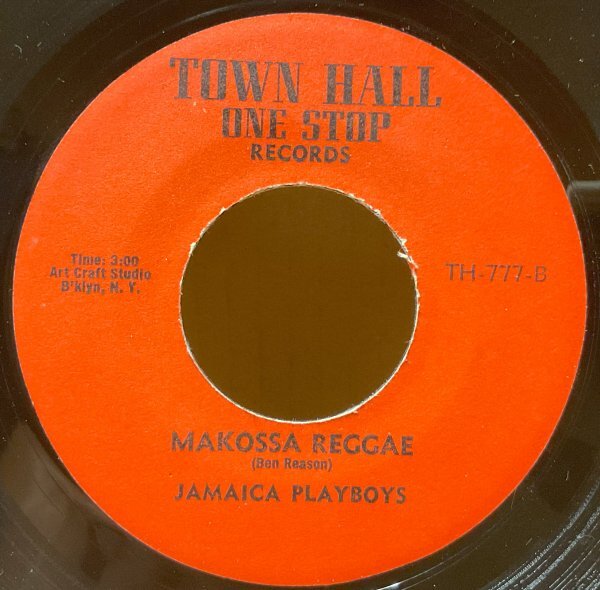 TOWN HALL
ONE STOP
RECORDS
Time: 3:00
Art Craft Studio
B'klyn, N. Y.
TH-777-B
MAKOSSA REGGAE
(Ben Reason)
JAMAICA PLAYBOYS